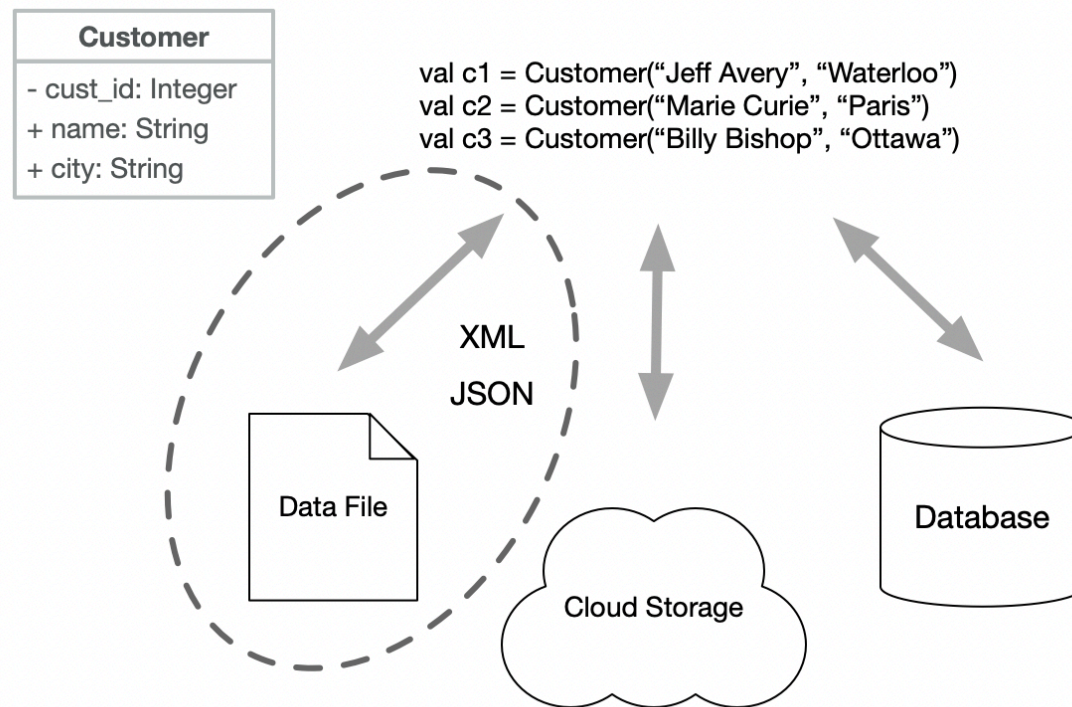 Customer
- cust_id: Integer
+ name: String
+ city: String
val c1 = Customer(“Jeff Avery”, “Waterloo”)
val c2 = Customer(“Marie Curie”, “Paris”)
val c3 = Customer(“Billy Bishop”, “Ottawa”)
XML
JSON
Data File
Cloud Storage
Database